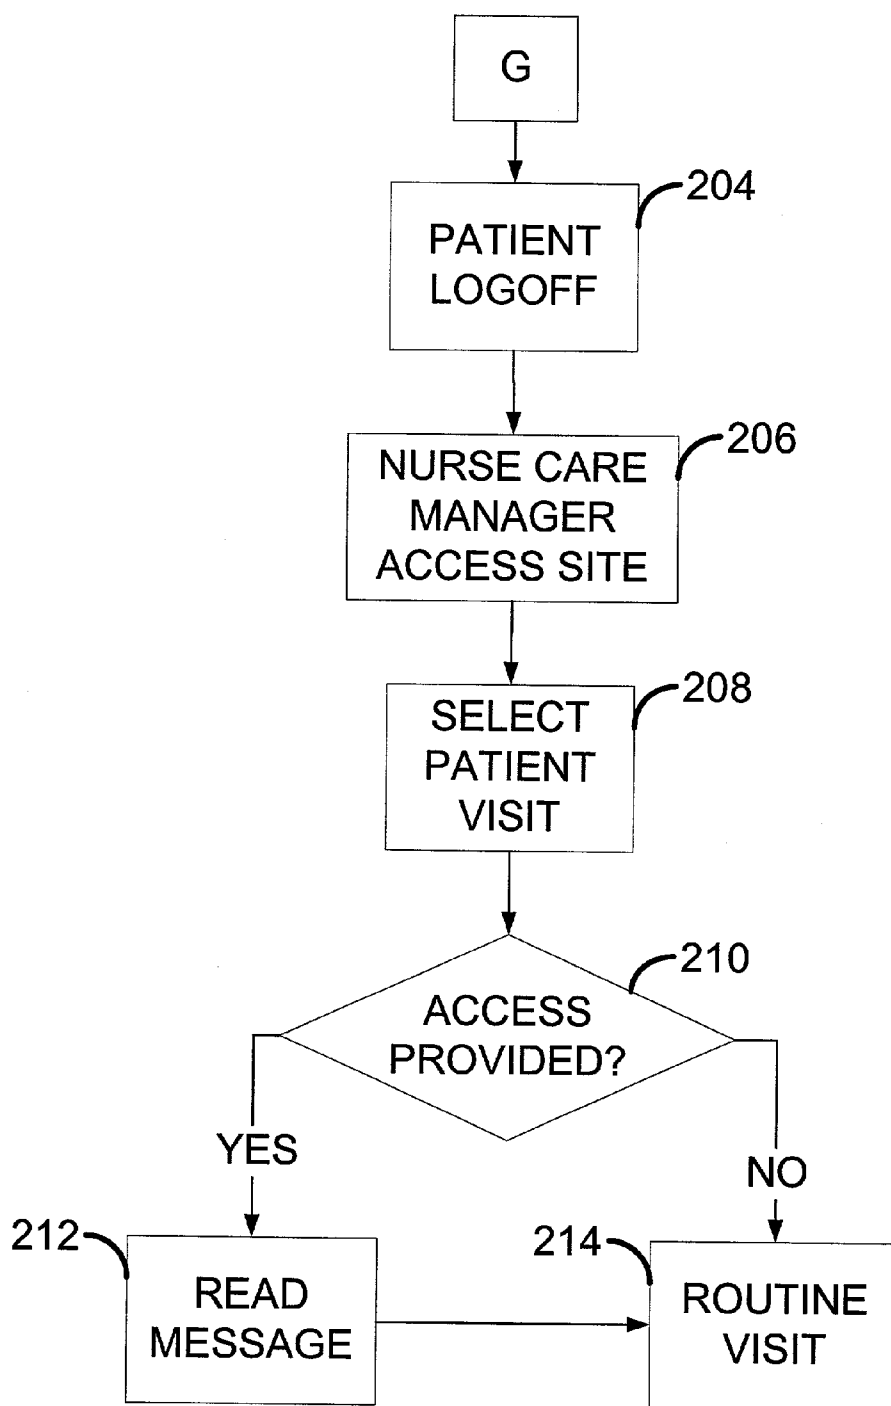 G
204
PATIENT
LOGOFF
206
NURSE CARE
MANAGER
ACCESS SITE
208
SELECT
PATIENT
VISIT
210
ACCESS
PROVIDED?
YES
NO
212
READ
MESSAGE
214
ROUTINE
VISIT